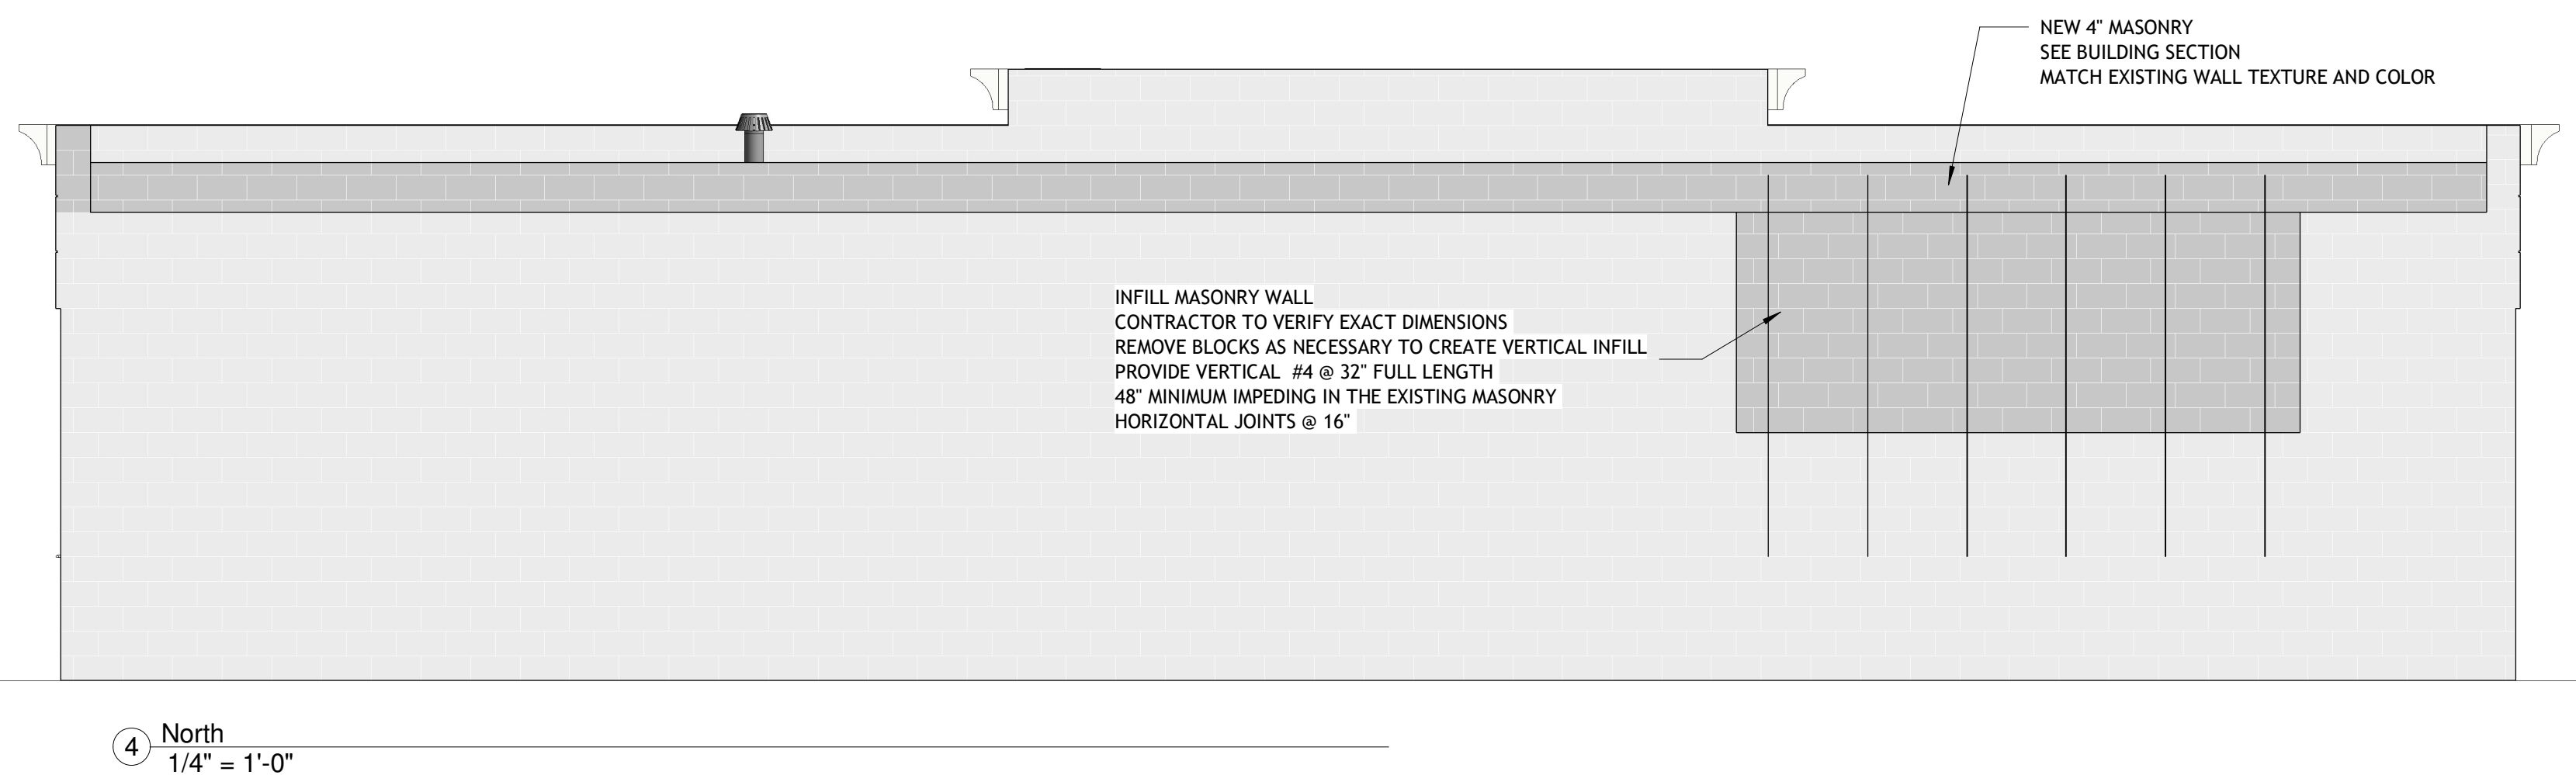 NEW 4" MASONRY
SEE BUILDING SECTION
MATCH EXISTING WALL TEXTURE AND COLOR
INFILL MASONRY WALL
CONTRACTOR TO VERIFY EXACT DIMENSIONS
REMOVE BLOCKS AS NECESSARY TO CREATE VERTICAL INFILL
PROVIDE VERTICAL  #4 @ 32" FULL LENGTH
48" MINIMUM IMPEDING IN THE EXISTING MASONRY
HORIZONTAL JOINTS @ 16"
4
North
1/4" = 1'-0"